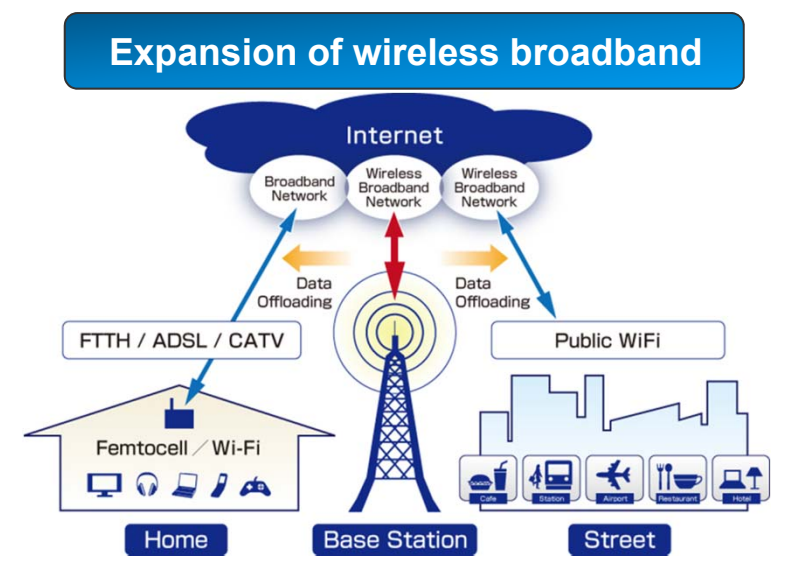 Expansion of wireless broadband
Internet
Broadband
Network
Wireless
Broadband
Network
Wireless
Broadband
Network
Data
Offloading
Data
Offloading
FTTH / ADSL / CATV
Public WiFi
Femtocell / Wi-Fi
Cafe
Station
Airport
Restaurant
Hotel
Home
Base Station
Street